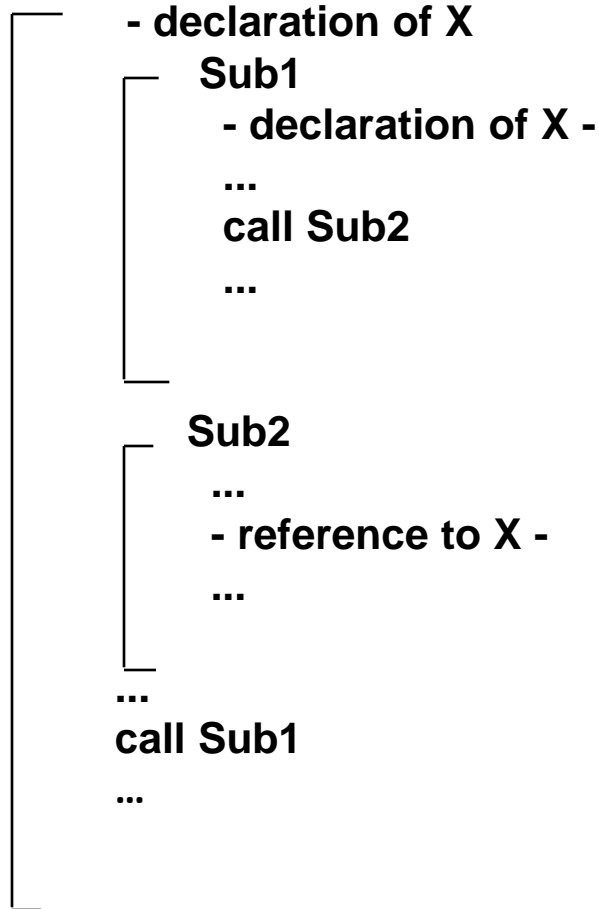 - declaration of X
Sub1
- declaration of X -
...
call Sub2
...
Sub2
...
- reference to X -
...
...
call Sub1
...